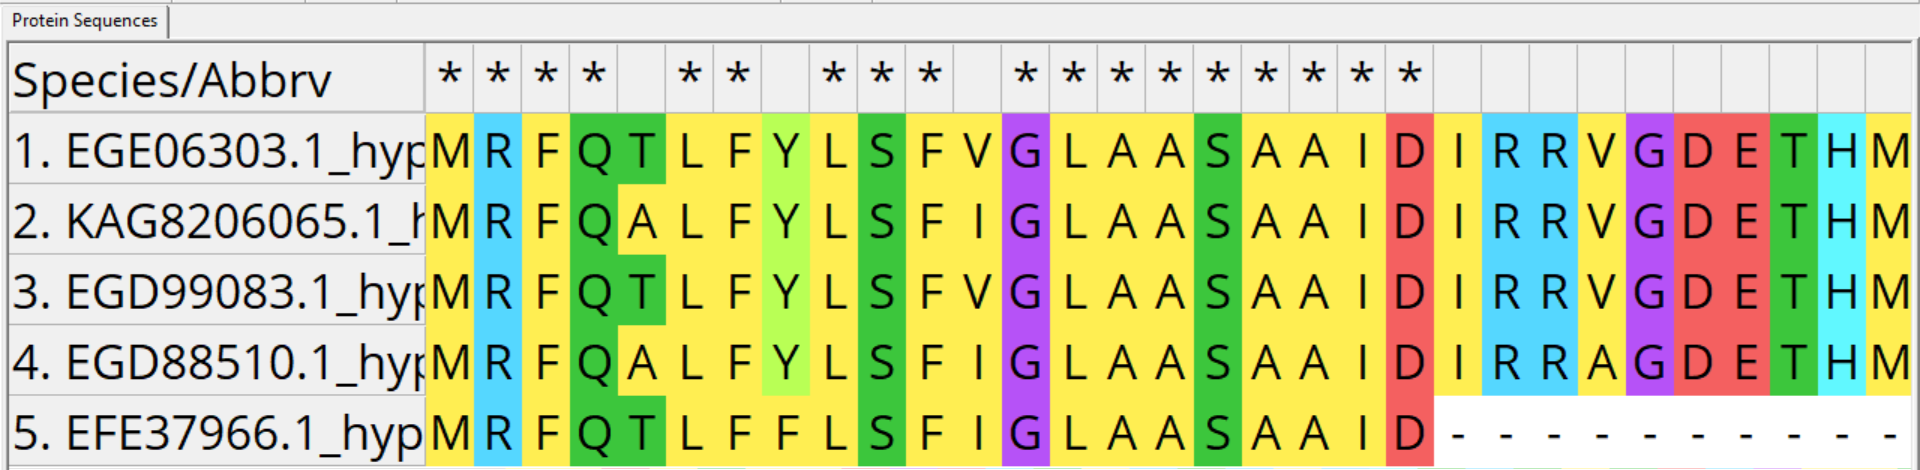 Protein Sequences
Species/Abbrv * * * * * * * * * * * * * * * * * *
1. EGE06303.1_hyp M R F Q T L F Y L S F V G L A A S A A I D I R R V G D E T H M
2. KAG8206065.1_h M R F Q A L F Y L S F I G L A A S A A I D I R R V G D E T H M
3. EGD99083.1_hyp M R F Q T L F Y L S F V G L A A S A A I D I R R V G D E T H M
4. EGD88510.1_hyp M R F Q A L F Y L S F I G L A A S A A I D I R R A G D E T H M
5. EFE37966.1_hyp M R F Q T L F F L S F I G L A A S A A I D - - - - - - - - - -